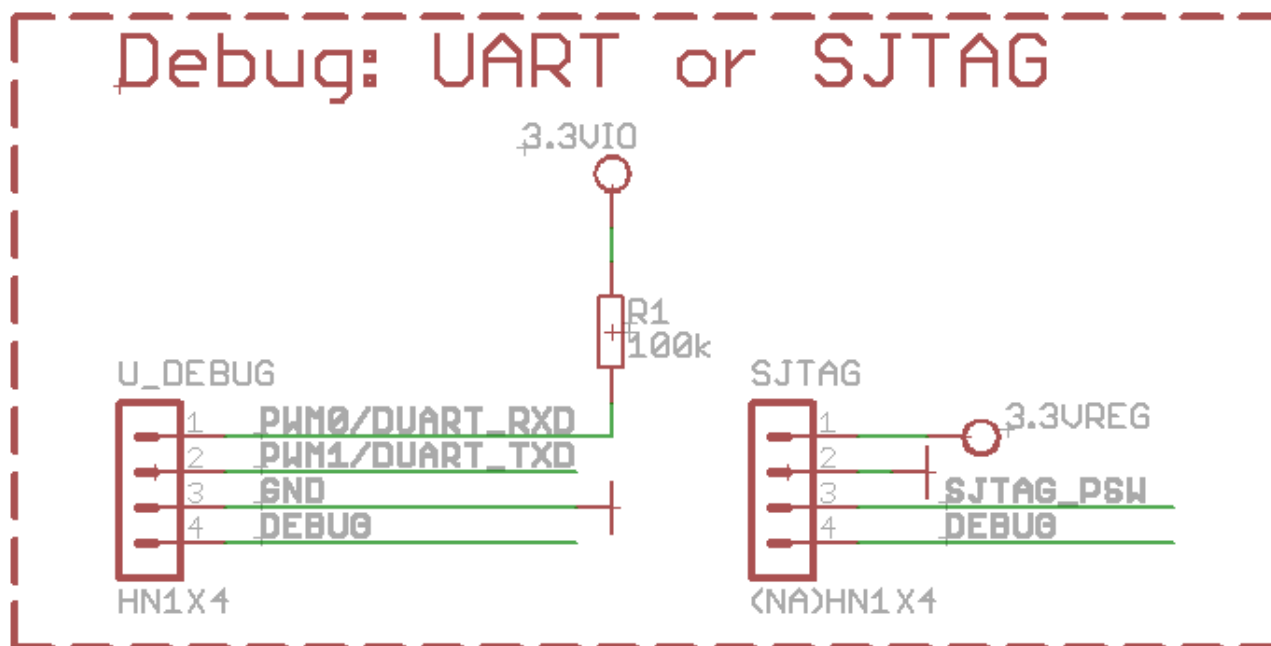 Debug: UART or SJTAG
3.3VIO
R1
100k
U_DEBUG
1 PWM0/DUART_RXD
2 PWM1/DUART_TXD
3 GND
4 DEBUG
HN1X4
SJTAG
1 3.3VREG
2
3 SJTAG_PSW
4 DEBUG
(NA)HN1X4